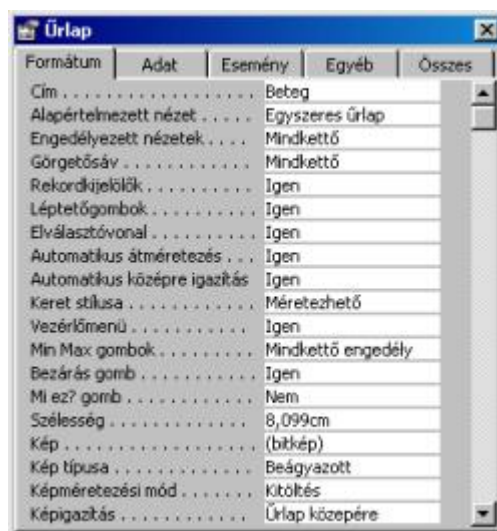 Űrlap
Formátum Adat Esemény Egyéb Összes
Cím . . . . . . . . . . . . . . . . . . Beteg
Alapértelmezett nézet . . . . . Egyszeres űrlap
Engedélyezett nézetek . . . . Mindkettő
Görgetősáv . . . . . . . . . . . . Mindkettő
Rekordkijelölők . . . . . . . . . . Igen
Léptetőgombok . . . . . . . . . . Igen
Elválasztóvonal . . . . . . . . . . Igen
Automatikus átméretezés . . . Igen
Automatikus középre igazítás Igen
Keret stílusa . . . . . . . . . . . . Méretezhető
Vezérlőmenü . . . . . . . . . . . Igen
Min Max gombok . . . . . . . . . Mindkettő engedély
Bezárás gomb . . . . . . . . . . . Igen
Mi ez? gomb . . . . . . . . . . . . Nem
Szélesség . . . . . . . . . . . . . 8,099cm
Kép . . . . . . . . . . . . . . . . . . (bitkép)
Kép típusa . . . . . . . . . . . . . Beágyazott
Képméretezési mód . . . . . . . Kitöltés
Képigazítás . . . . . . . . . . . . Űrlap közepére